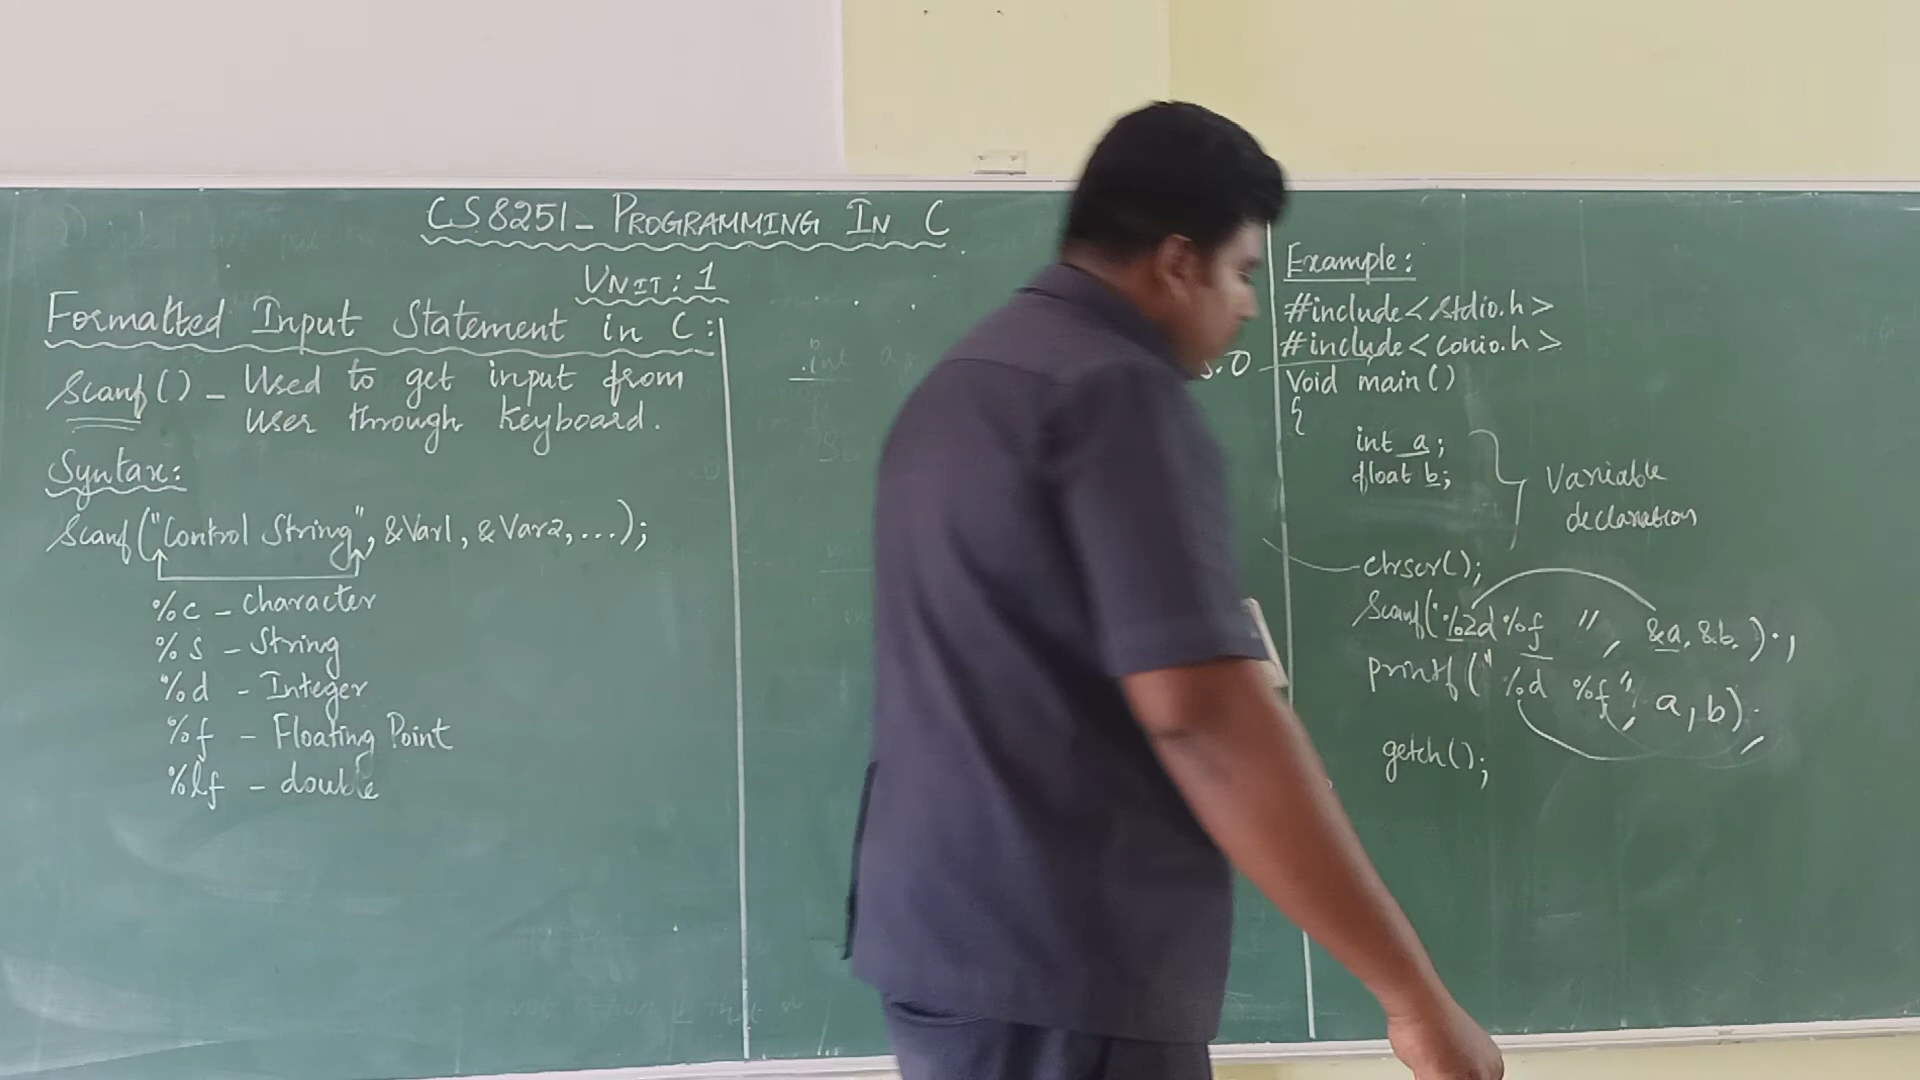 CS8251 - PROGRAMMING IN C
UNIT : 1
Formatted Input Statement in C :
Scanf() - Used to get input from
user through keyboard.
Syntax:
Scanf("Control String", &Var1, &Var2, ...);
%c - Character
%s - String
%d - Integer
%f - Floating Point
%lf - double
int a
.0
Example :
#include<stdio.h>
#include<conio.h>
Void main()
{
int a;
float b;
Variable
declaration
clrscr();
Scanf("%2d %f ", &a, &b);
printf("%d %f", a, b);
getch();